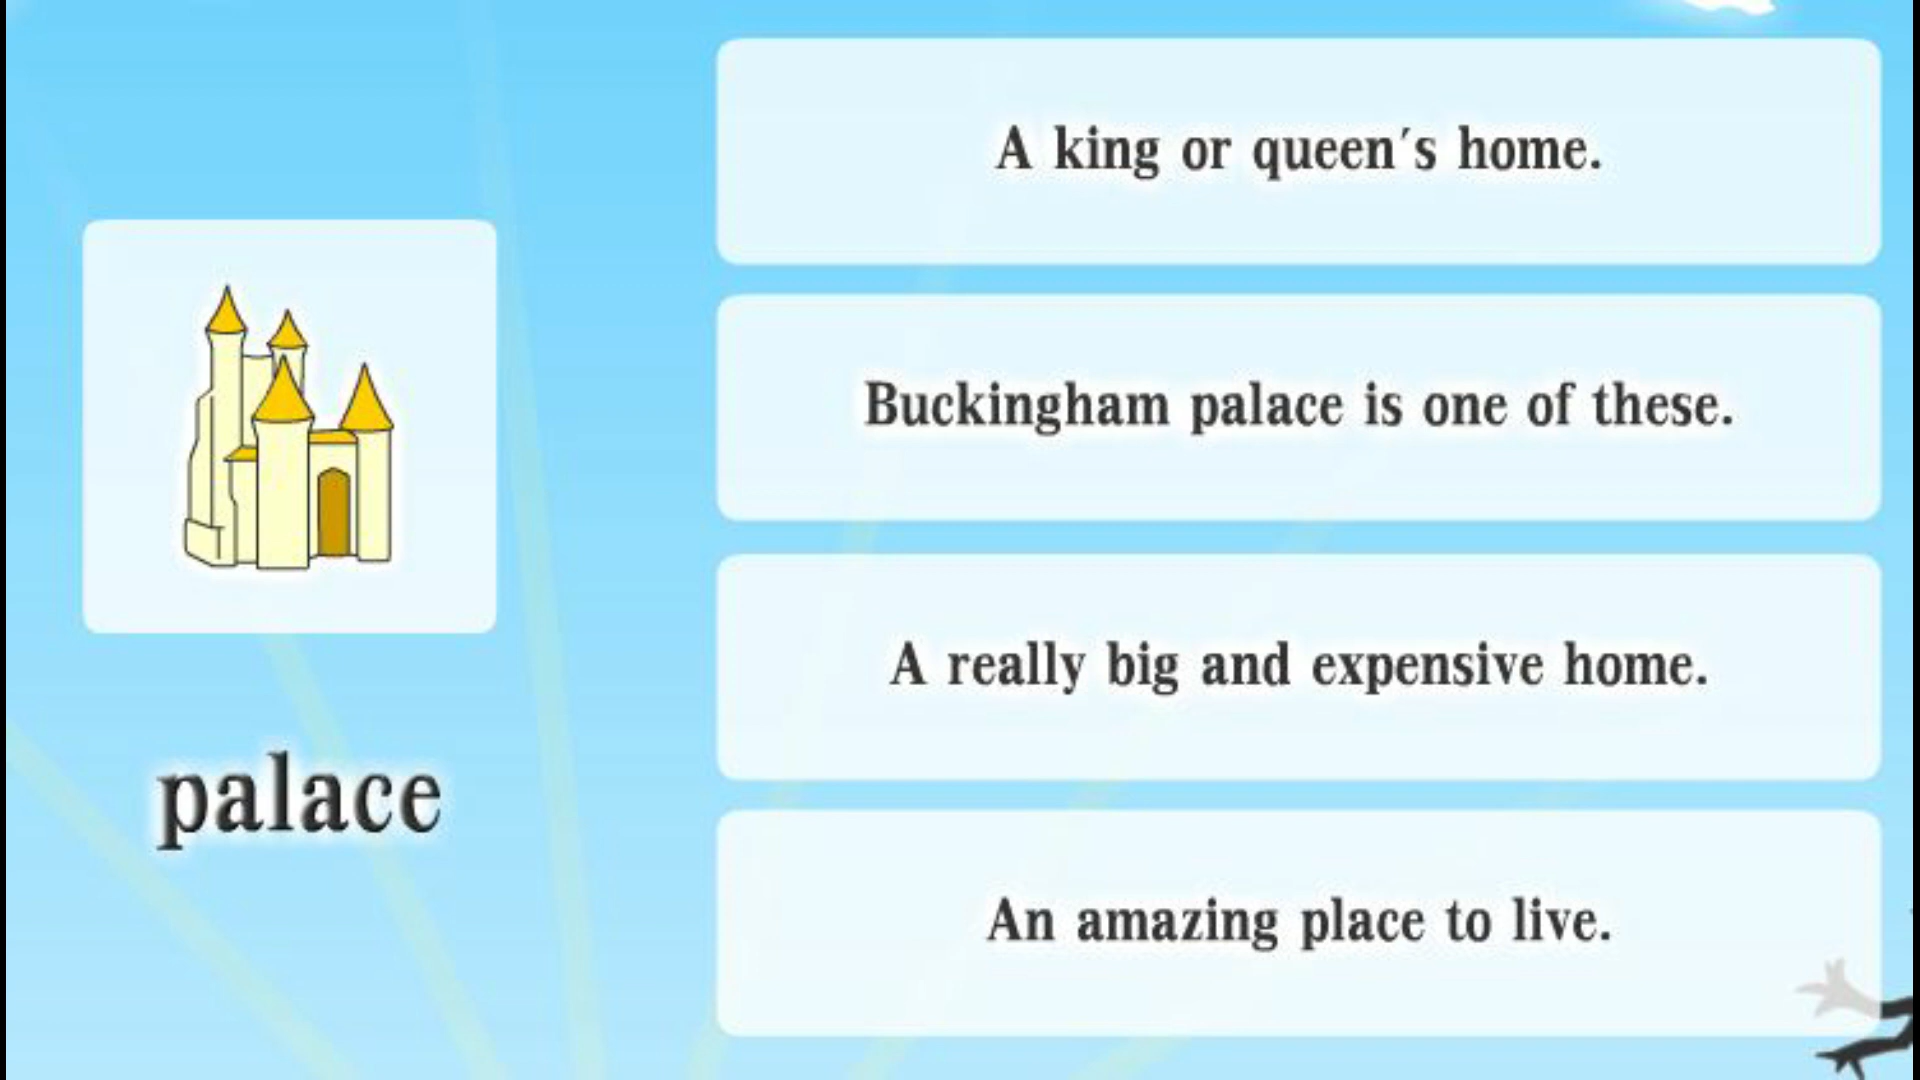 A king or queen's home.
Buckingham palace is one of these.
A really big and expensive home.
palace
An amazing place to live.